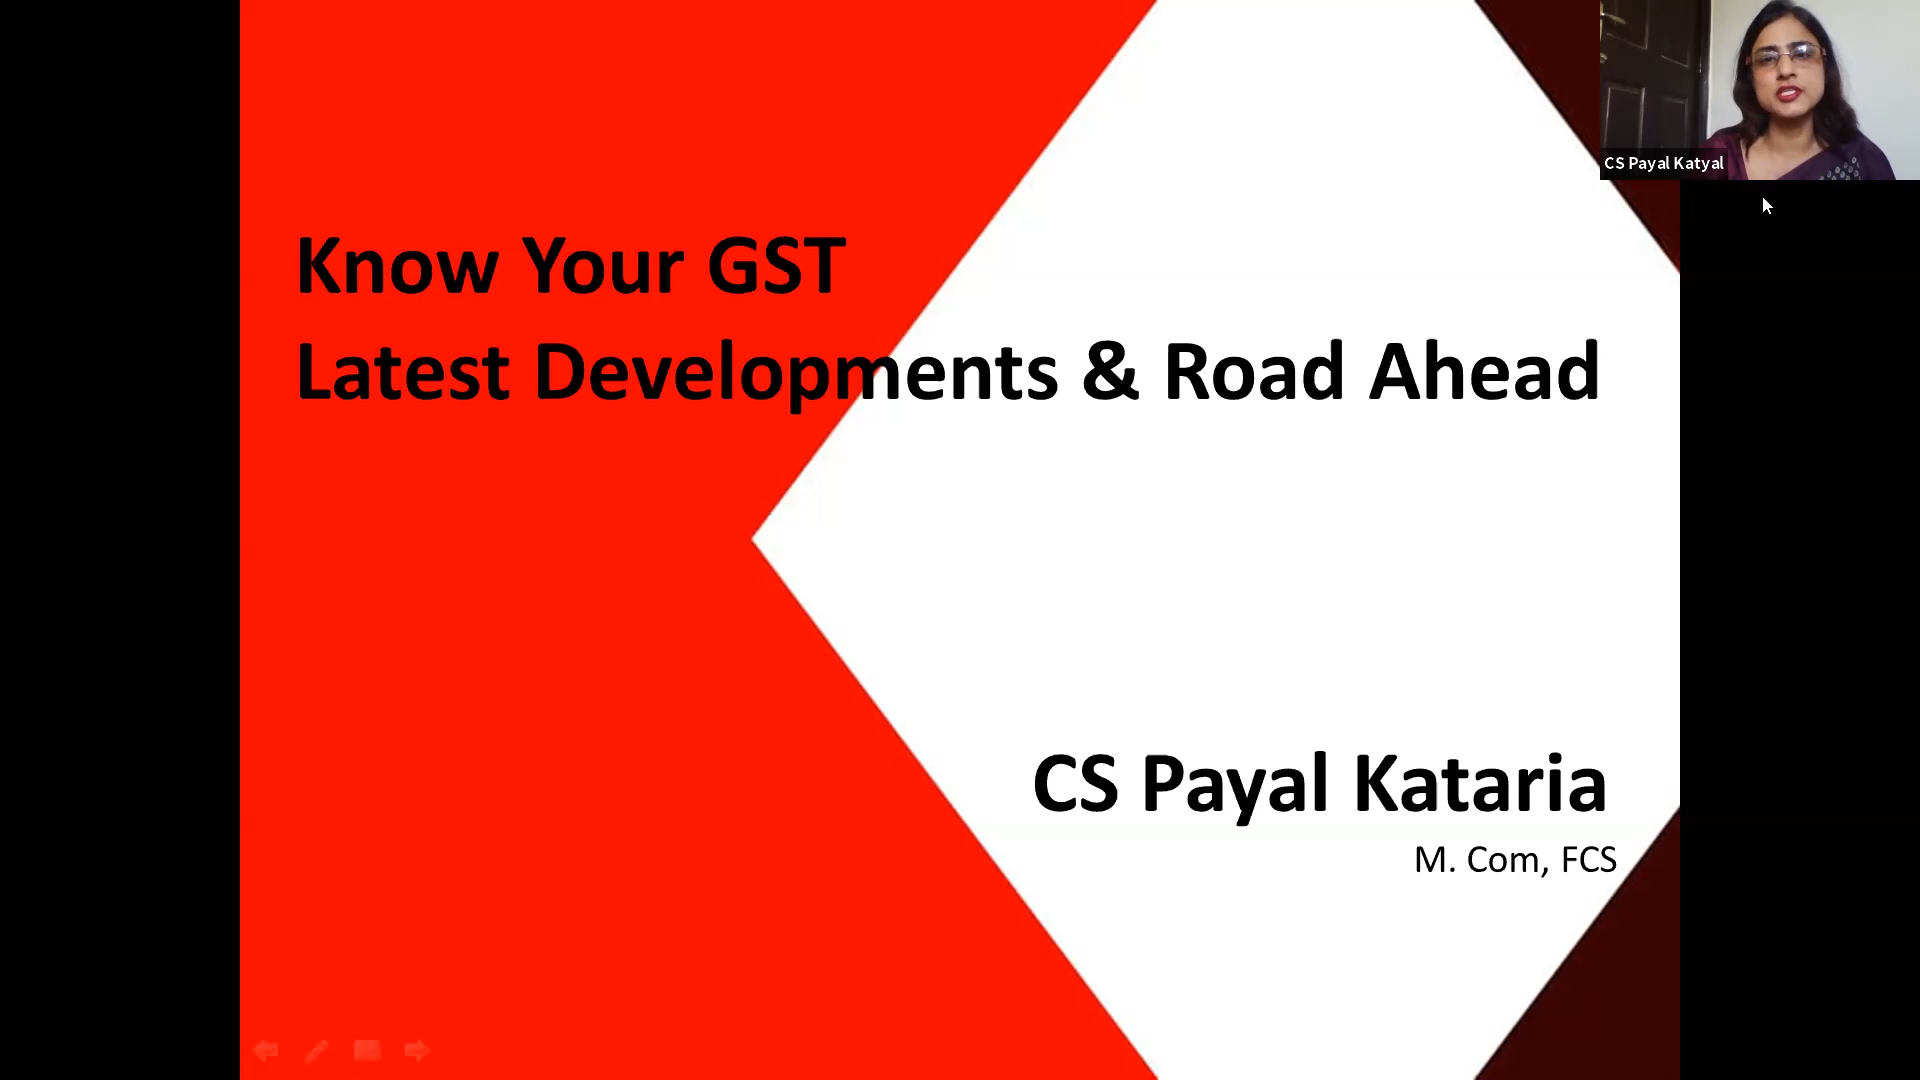 CS Payal Katyal
Know Your GST
Latest Developments & Road Ahead
CS Payal Kataria
M. Com, FCS